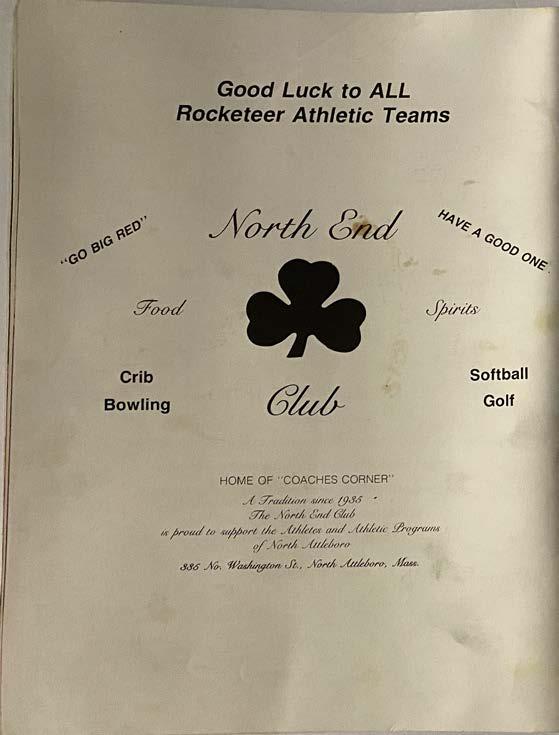 Good Luck to ALL
Rocketeer Athletic Teams
"GO BIG RED"
North End
HAVE A GOOD ONE
Food
Spirits
Crib
Bowling
Club
Softball
Golf
HOME OF "COACHES CORNER"
A Tradition since 1935
The North End Club
is proud to support the Athletes and Athletic Programs
of North Attleboro
335 No. Washington St., North Attleboro, Mass.